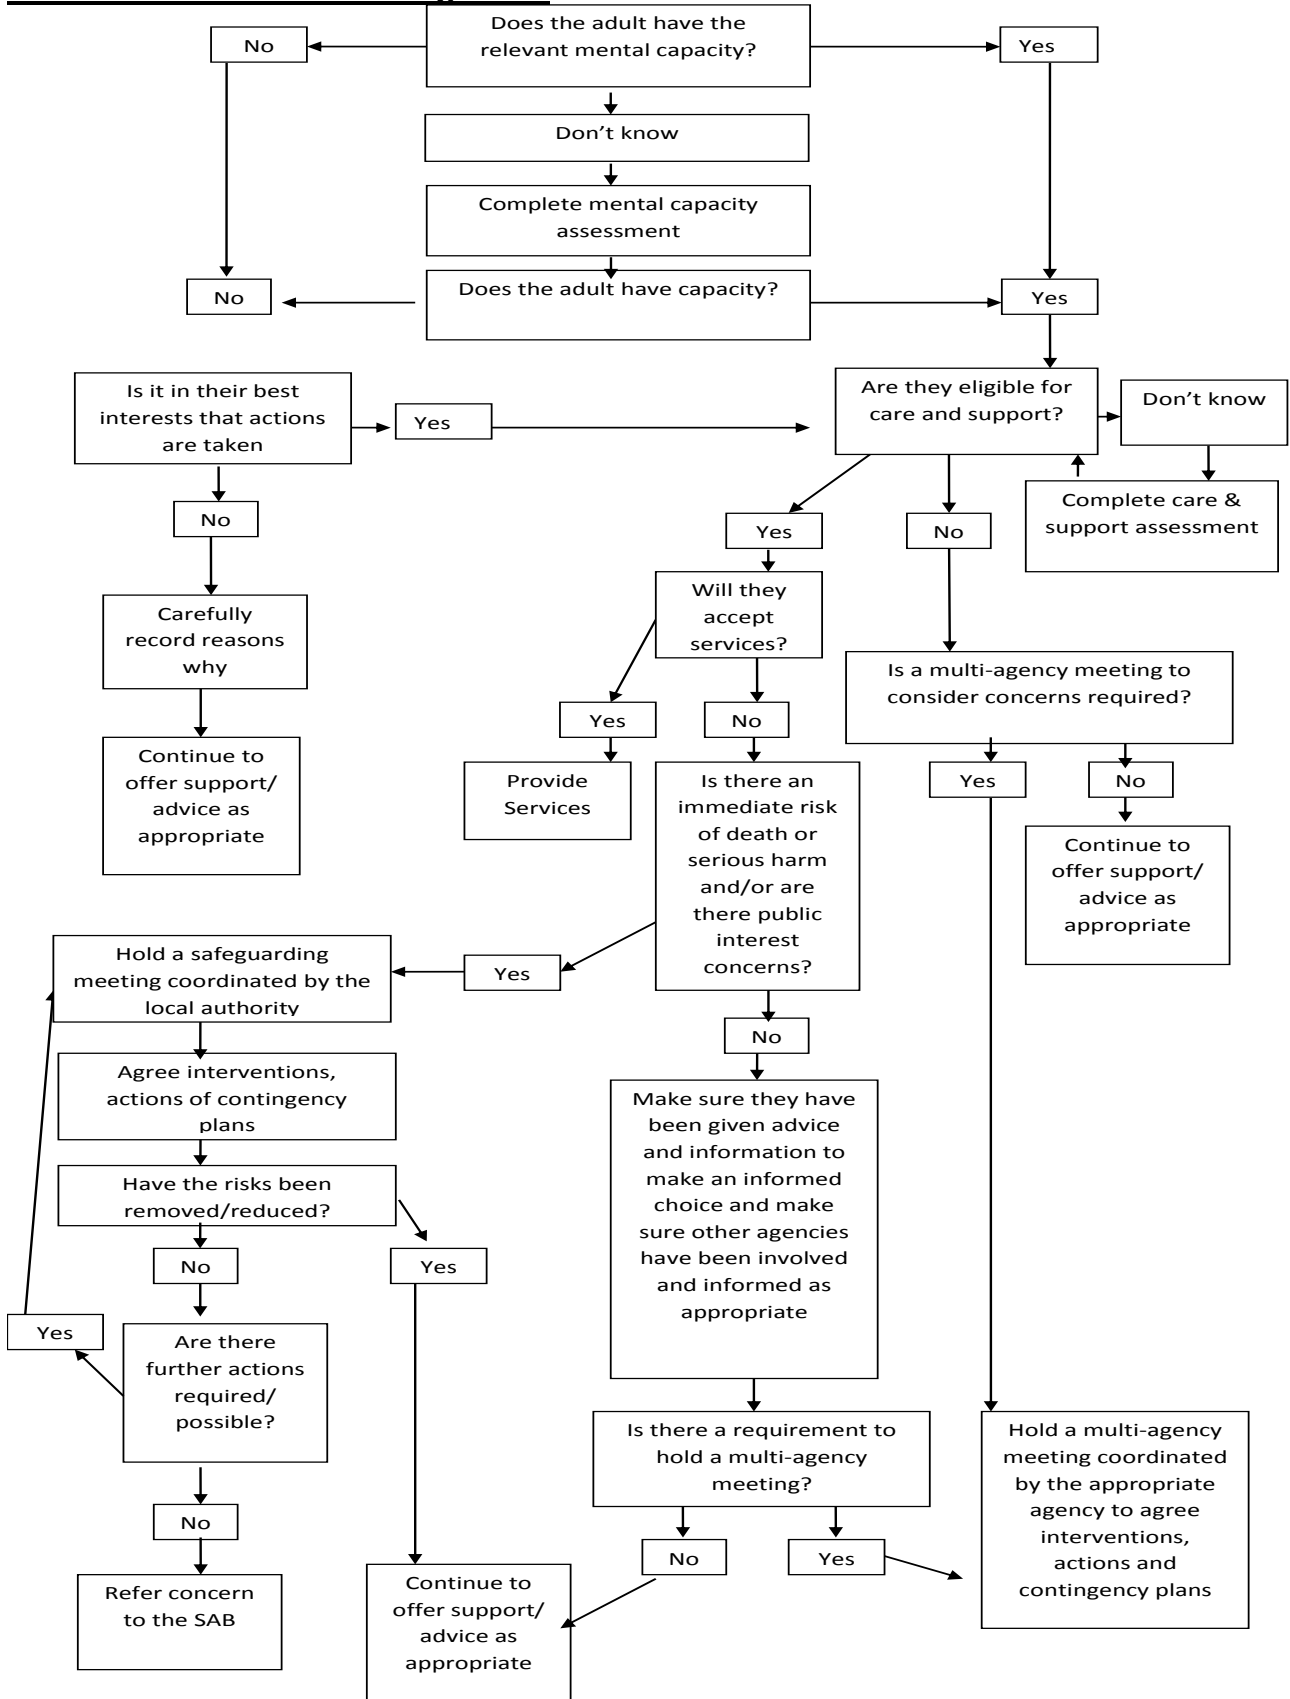 Does the adult have the
relevant mental capacity?
No
Yes
Don’t know
Complete mental capacity
assessment
Does the adult have capacity?
No
Yes
Is it in their best
interests that actions
are taken
Yes
Are they eligible for
care and support?
Don’t know
Complete care &
support assessment
No
Yes
No
Carefully
record reasons
why
Will they
accept
services?
Is a multi-agency meeting to
consider concerns required?
Yes
No
Continue to
offer support/
advice as
appropriate
Provide
Services
Is there an
immediate risk
of death or
serious harm
and/or are
there public
interest
concerns?
Yes
No
Continue to
offer support/
advice as
appropriate
Hold a safeguarding
meeting coordinated by the
local authority
Yes
No
Agree interventions,
actions of contingency
plans
Make sure they have
been given advice
and information to
make an informed
choice and make
sure other agencies
have been involved
and informed as
appropriate
Have the risks been
removed/reduced?
No
Yes
Yes
Are there
further actions
required/
possible?
Is there a requirement to
hold a multi-agency
meeting?
Hold a multi-agency
meeting coordinated
by the appropriate
agency to agree
interventions,
actions and
contingency plans
No
No
Yes
Refer concern
to the SAB
Continue to
offer support/
advice as
appropriate